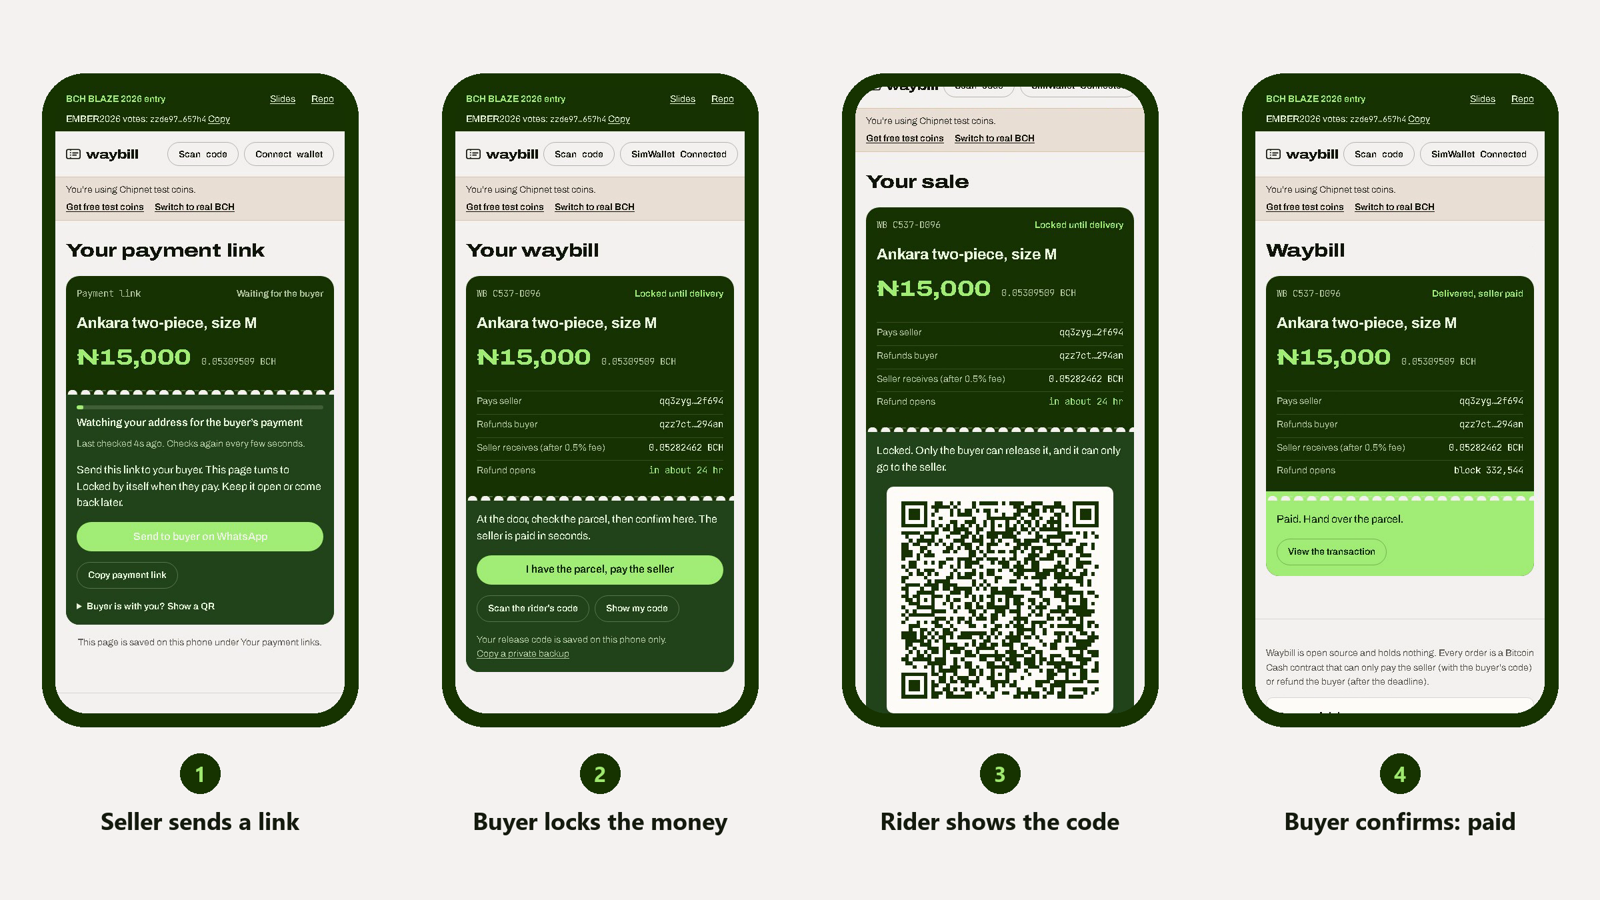 BCH BLAZE 2026 entry
Slides Repo
EMBER2026 votes: zzde97…657h4 Copy
waybill
Scan code
Connect wallet
You're using Chipnet test coins.
Get free test coins Switch to real BCH
Your payment link
Payment link
Waiting for the buyer
Ankara two-piece, size M
₦15,000 0.05309509 BCH
Watching your address for the buyer's payment
Last checked 4s ago. Checks again every few seconds.
Send this link to your buyer. This page turns to
Locked by itself when they pay. Keep it open or come
back later.
Send to buyer on WhatsApp
Copy payment link
▶ Buyer is with you? Show a QR
This page is saved on this phone under Your payment links.
1
Seller sends a link
BCH BLAZE 2026 entry
Slides Repo
EMBER2026 votes: zzde97…657h4 Copy
waybill
Scan code
SimWallet Connected
You're using Chipnet test coins.
Get free test coins Switch to real BCH
Your waybill
WB C537-D096
Locked until delivery
Ankara two-piece, size M
₦15,000 0.05309509 BCH
Pays seller qq3zyg…2f694
Refunds buyer qzz7ct…294an
Seller receives (after 0.5% fee) 0.05282462 BCH
Refund opens in about 24 hr
At the door, check the parcel, then confirm here. The
seller is paid in seconds.
I have the parcel, pay the seller
Scan the rider's code
Show my code
Your release code is saved on this phone only.
Copy a private backup
2
Buyer locks the money
You're using Chipnet test coins.
Get free test coins Switch to real BCH
Your sale
WB C537-D096
Locked until delivery
Ankara two-piece, size M
₦15,000 0.05309509 BCH
Pays seller qq3zyg…2f694
Refunds buyer qzz7ct…294an
Seller receives (after 0.5% fee) 0.05282462 BCH
Refund opens in about 24 hr
Locked. Only the buyer can release it, and it can only
go to the seller.
3
Rider shows the code
BCH BLAZE 2026 entry
Slides Repo
EMBER2026 votes: zzde97…657h4 Copy
waybill
Scan code
SimWallet Connected
You're using Chipnet test coins.
Get free test coins Switch to real BCH
Waybill
WB C537-D096
Delivered, seller paid
Ankara two-piece, size M
₦15,000 0.05309509 BCH
Pays seller qq3zyg…2f694
Refunds buyer qzz7ct…294an
Seller receives (after 0.5% fee) 0.05282462 BCH
Refund opens block 332,544
Paid. Hand over the parcel.
View the transaction
Waybill is open source and holds nothing. Every order is a Bitcoin
Cash contract that can only pay the seller (with the buyer's code)
or refund the buyer (after the deadline).
4
Buyer confirms: paid